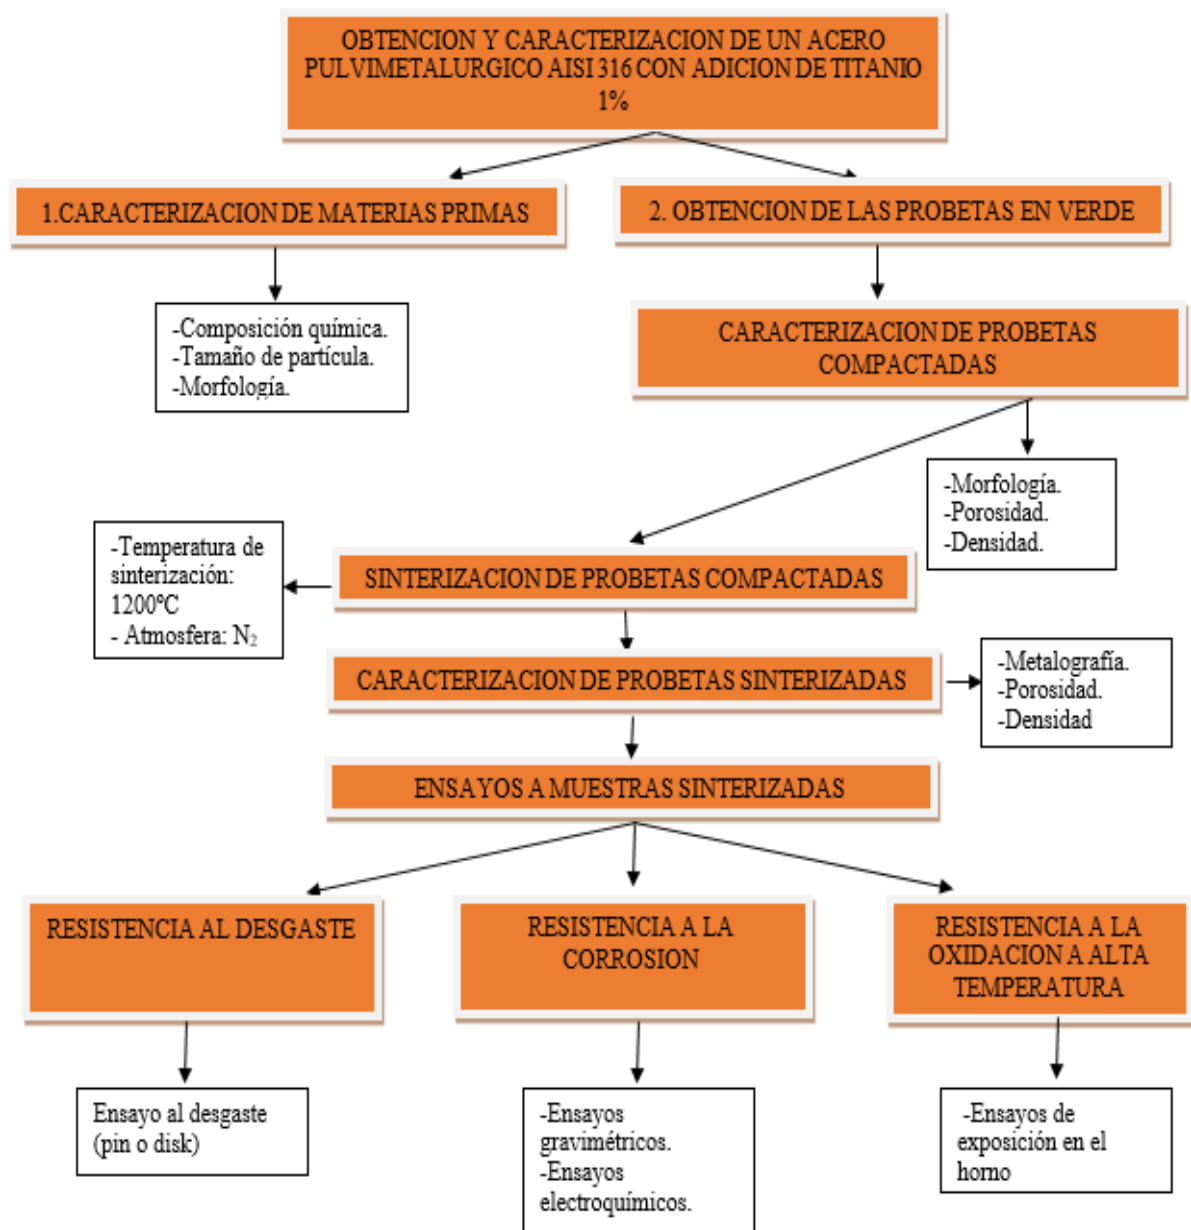 OBTENCION Y CARACTERIZACION DE UN ACERO
PULVIMETALURGICO AISI 316 CON ADICION DE TITANIO
1%
1.CARACTERIZACION DE MATERIAS PRIMAS
2. OBTENCION DE LAS PROBETAS EN VERDE
-Composición química.
-Tamaño de partícula.
-Morfología.
CARACTERIZACION DE PROBETAS
COMPACTADAS
-Morfología.
-Porosidad.
-Densidad.
-Temperatura de
sinterización:
1200ºC
- Atmosfera: N₂
SINTERIZACION DE PROBETAS COMPACTADAS
CARACTERIZACION DE PROBETAS SINTERIZADAS
-Metalografía.
-Porosidad.
-Densidad
ENSAYOS A MUESTRAS SINTERIZADAS
RESISTENCIA AL DESGASTE
RESISTENCIA A LA
CORROSION
RESISTENCIA A LA
OXIDACION A ALTA
TEMPERATURA
Ensayo al desgaste
(pin o disk)
-Ensayos
gravimétricos.
-Ensayos
electroquímicos.
-Ensayos de
exposición en el
horno